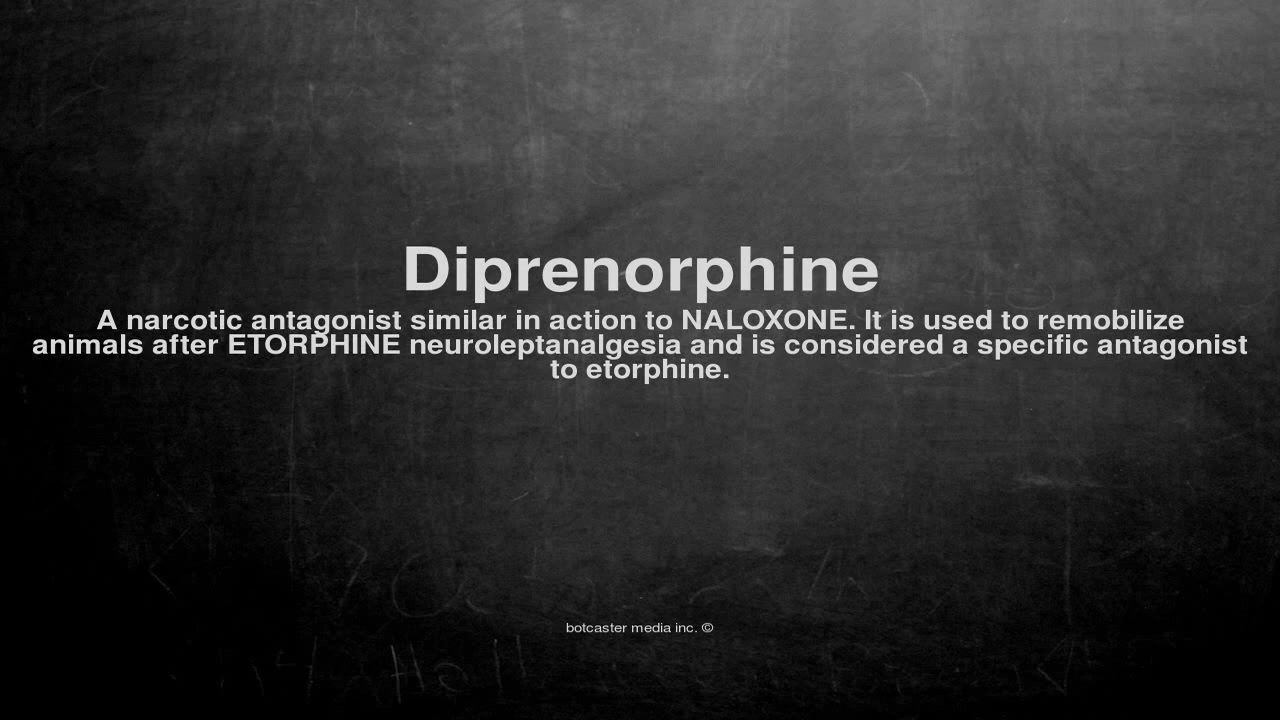 Diprenorphine
A narcotic antagonist similar in action to NALOXONE. It is used to remobilize
animals after ETORPHINE neuroleptanalgesia and is considered a specific antagonist
to etorphine.
botcaster media inc. ©